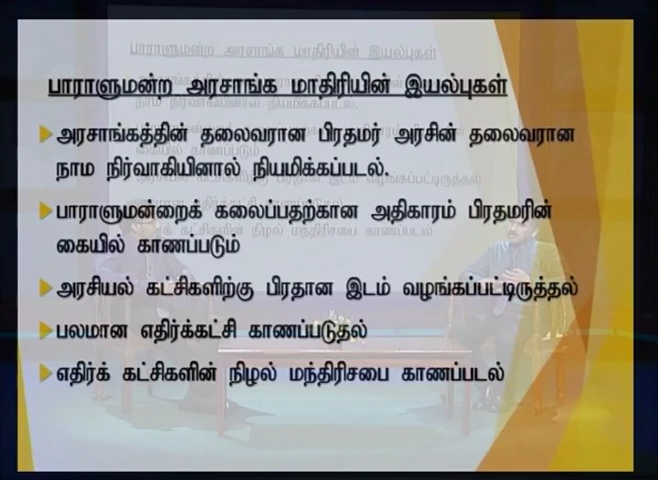 பாராளுமன்ற அரசாங்க மாதிரியின் இயல்புகள்
அரசாங்கத்தின் தலைவரான பிரதமர் அரசின் தலைவரான
நாம நிர்வாகியினால் நியமிக்கப்படல்.
பாராளுமன்றைக் கலைப்பதற்கான அதிகாரம் பிரதமரின்
கையில் காணப்படும்
அரசியல் கட்சிகளிற்கு பிரதான இடம் வழங்கப்பட்டிருத்தல்
பலமான எதிர்க்கட்சி காணப்படுதல்
எதிர்க் கட்சிகளின் நிழல் மந்திரிசபை காணப்படல்